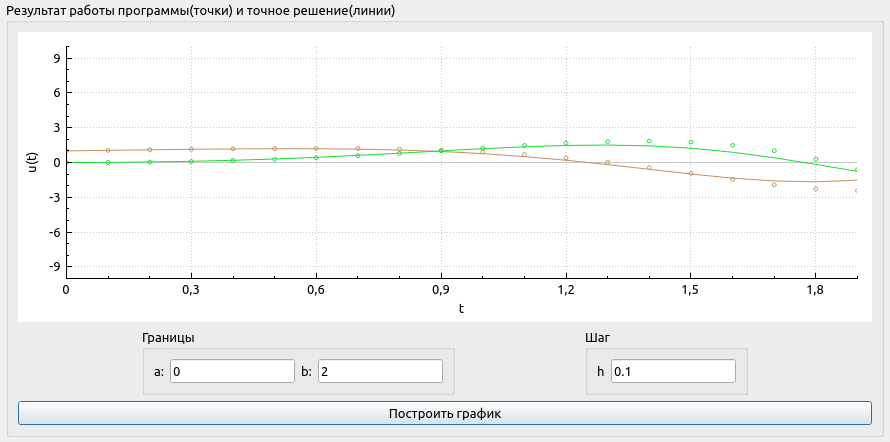 Результат работы программы(точки) и точное решение(линии)
9
6
3
0
-3
-6
-9
u(t)
0 0,3 0,6 0,9 1,2 1,5 1,8
t
Границы Шаг
a: 0 b: 2 h 0.1
Построить график